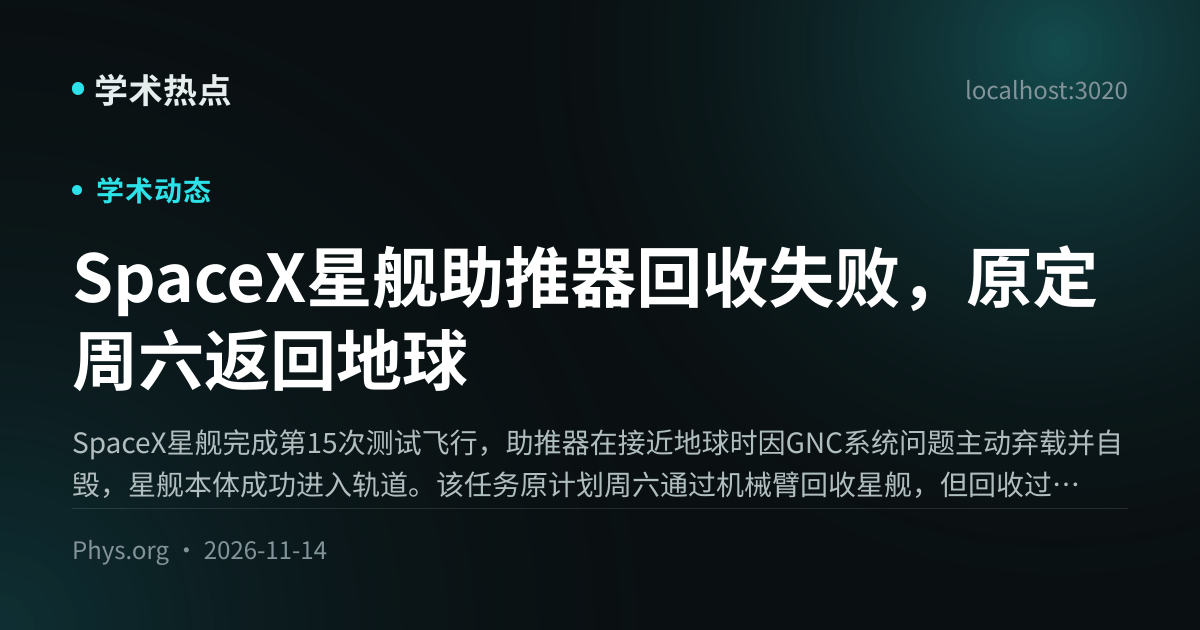 学术热点
localhost:3020
学术动态
SpaceX星舰助推器回收失败，原定
周六返回地球
SpaceX星舰完成第15次测试飞行，助推器在接近地球时因GNC系统问题主动弃载并自
毁，星舰本体成功进入轨道。该任务原计划周六通过机械臂回收星舰，但回收过…
Phys.org · 2026-11-14